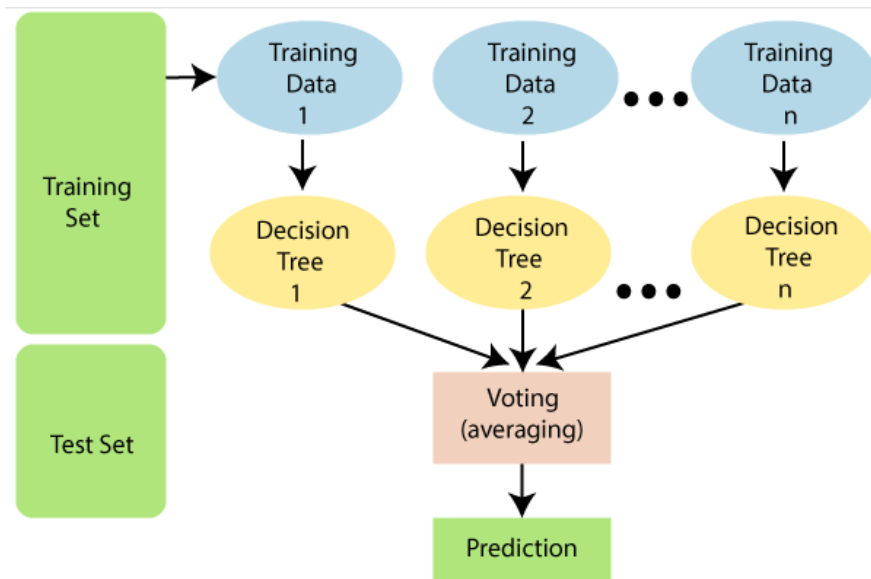 Training
Set
Test Set
Training
Data
1
Training
Data
2
Training
Data
n
Decision
Tree
1
Decision
Tree
2
Decision
Tree
n
Voting
(averaging)
Prediction